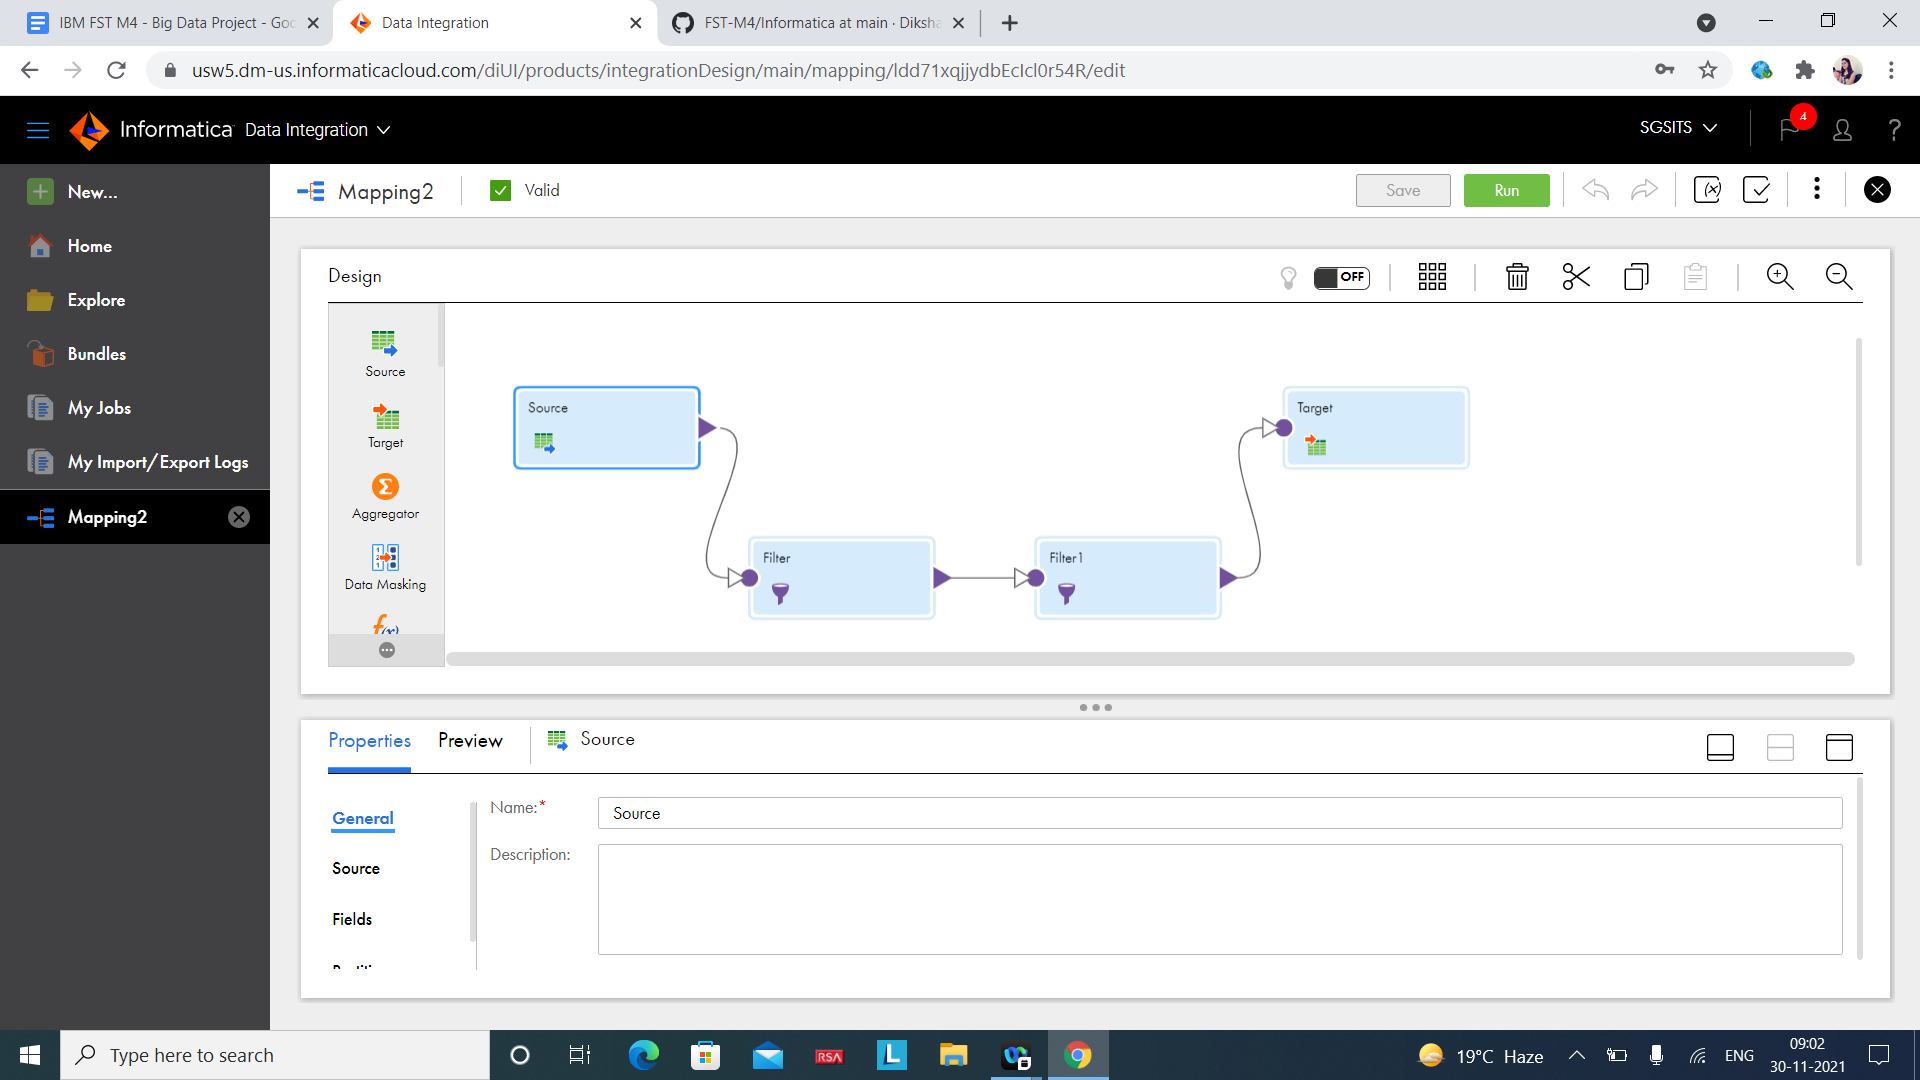 IBM FST M4 - Big Data Project - Goo
Data Integration
FST-M4/Informatica at main · Diksha
usw5.dm-us.informaticacloud.com/diUI/products/integrationDesign/main/mapping/ldd71xqjjydbEcIcl0r54R/edit
Informatica Data Integration
SGSITS
4
?
New...
Home
Explore
Bundles
My Jobs
My Import/Export Logs
Mapping2
Mapping2
Valid
Save
Run
Design
OFF
Source
Target
Aggregator
Data Masking
Source
Target
Filter
Filter1
Properties
Preview
Source
General
Source
Fields
Name:*
Source
Description:
Type here to search
RSA
L
19°C Haze
ENG
09:02
30-11-2021